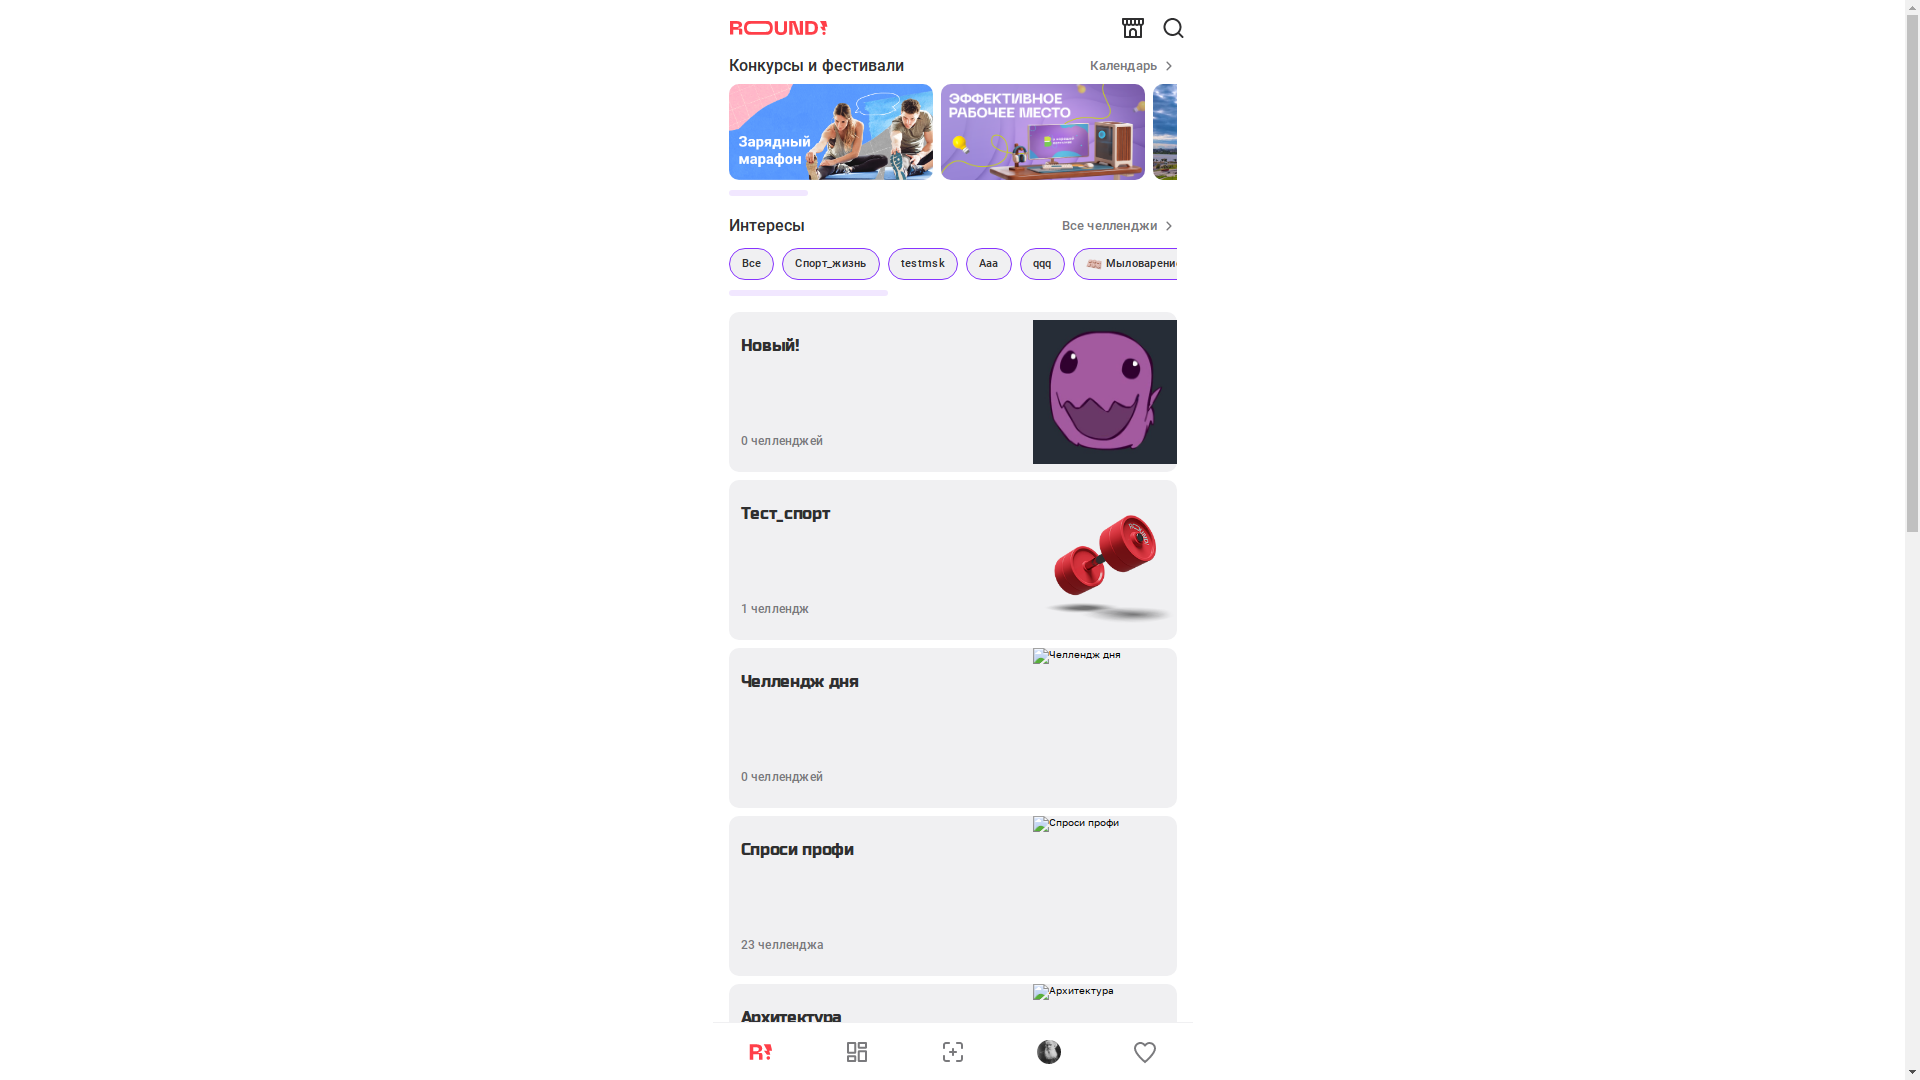 ROUND!
Конкурсы и фестивали
Календарь
Зарядный
марафон
ЭФФЕКТИВНОЕ
РАБОЧЕЕ МЕСТО
Интересы
Все челленджи
Все
Спорт_жизнь
testmsk
Ааа
qqq
Мыловарени
Новый!
0 челленджей
Тест_спорт
1 челлендж
Челлендж дня
Челлендж дня
0 челленджей
Спроси профи
Спроси профи
23 челленджа
Архитектура
Архитектура
R!